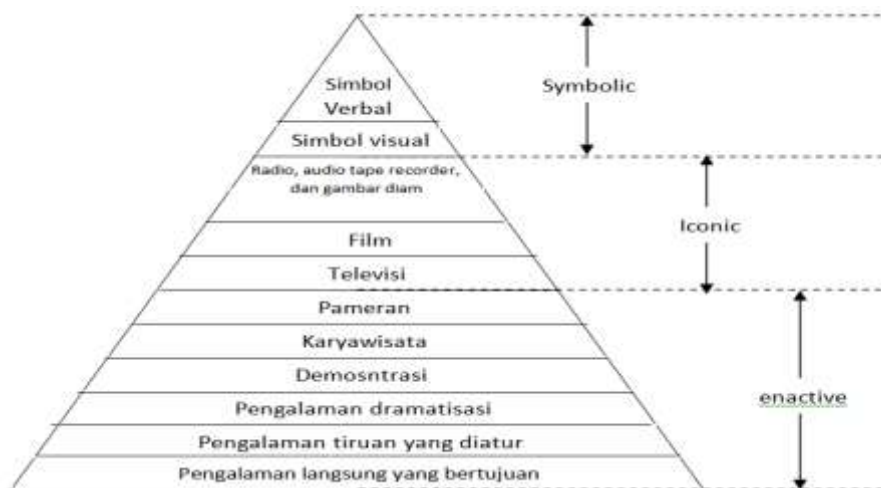 Simbol
Verbal
Symbolic
Simbol visual
Radio, audio tape recorder,
dan gambar diam
Iconic
Film
Televisi
Pameran
Karyawisata
Demosntrasi
enactive
Pengalaman dramatisasi
Pengalaman tiruan yang diatur
Pengalaman langsung yang bertujuan